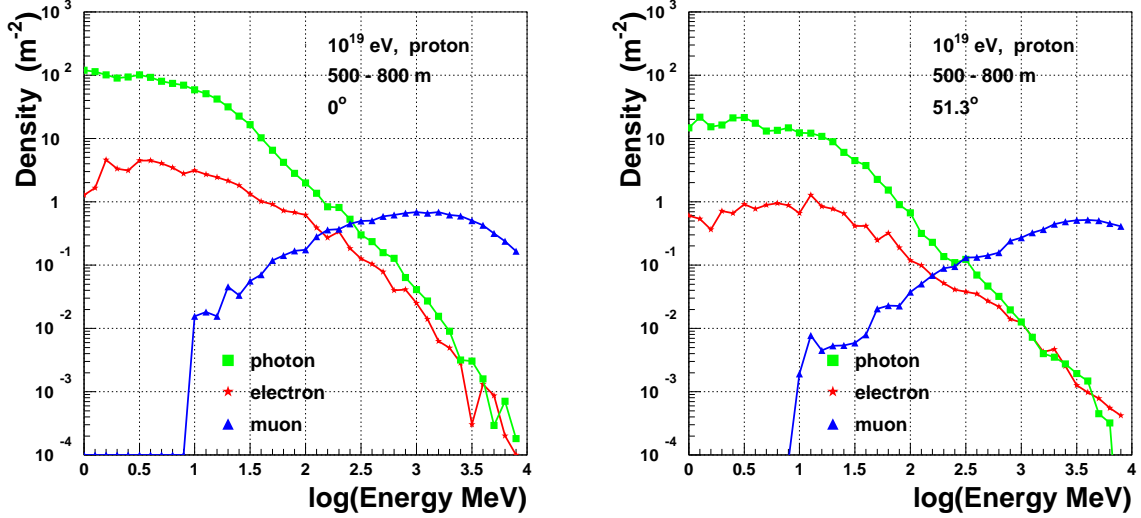 10 3
10 2
10
1
10 -1
10 -2
10 -3
10 -4
Density (m-2)
10^19 eV, proton
500 - 800 m
0o
photon
electron
muon
0 0.5 1 1.5 2 2.5 3 3.5 4
log(Energy MeV)
10 3
10 2
10
1
10 -1
10 -2
10 -3
10 -4
Density (m-2)
10^19 eV, proton
500 - 800 m
51.3o
photon
electron
muon
0 0.5 1 1.5 2 2.5 3 3.5 4
log(Energy MeV)